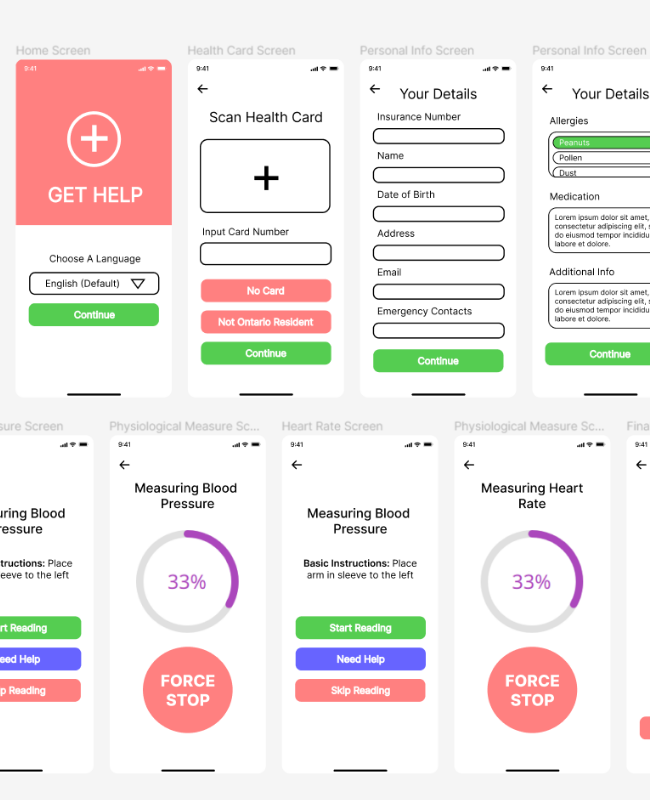 Home Screen
9:41
GET HELP
Choose A Language
English (Default)
Continue
Health Card Screen
9:41
Scan Health Card
Input Card Number
No Card
Not Ontario Resident
Continue
Personal Info Screen
9:41
Your Details
Insurance Number
Name
Date of Birth
Address
Email
Emergency Contacts
Continue
Personal Info Screen
9:41
Your Details
Allergies
Peanuts
Pollen
Dust
Medication
Lorem ipsum dolor sit amet,
consectetur adipiscing elit, s
do eiusmod tempor incididu
labore et dolore.
Additional Info
Lorem ipsum dolor sit amet,
consectetur adipiscing elit, s
do eiusmod tempor incididu
labore et dolore.
Continue
sure Screen
uring Blood
ressure
tructions: Place
eeve to the left
rt Reading
eed Help
p Reading
Physiological Measure Sc...
9:41
Measuring Blood
Pressure
33%
FORCE
STOP
Heart Rate Screen
9:41
Measuring Blood
Pressure
Basic Instructions: Place
arm in sleeve to the left
Start Reading
Need Help
Skip Reading
Physiological Measure Sc...
9:41
Measuring Heart
Rate
33%
FORCE
STOP
Fina
9:41